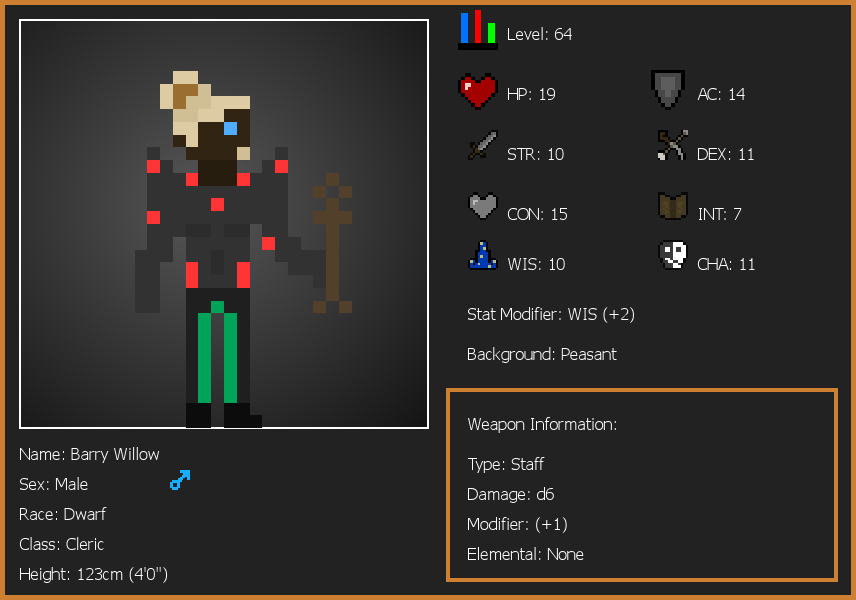 Level: 64
HP: 19
AC: 14
STR: 10
DEX: 11
CON: 15
INT: 7
WIS: 10
CHA: 11
Stat Modifier: WIS (+2)
Background: Peasant
Weapon Information:
Type: Staff
Damage: d6
Modifier: (+1)
Elemental: None
Name: Barry Willow
Sex: Male
Race: Dwarf
Class: Cleric
Height: 123cm (4'0")